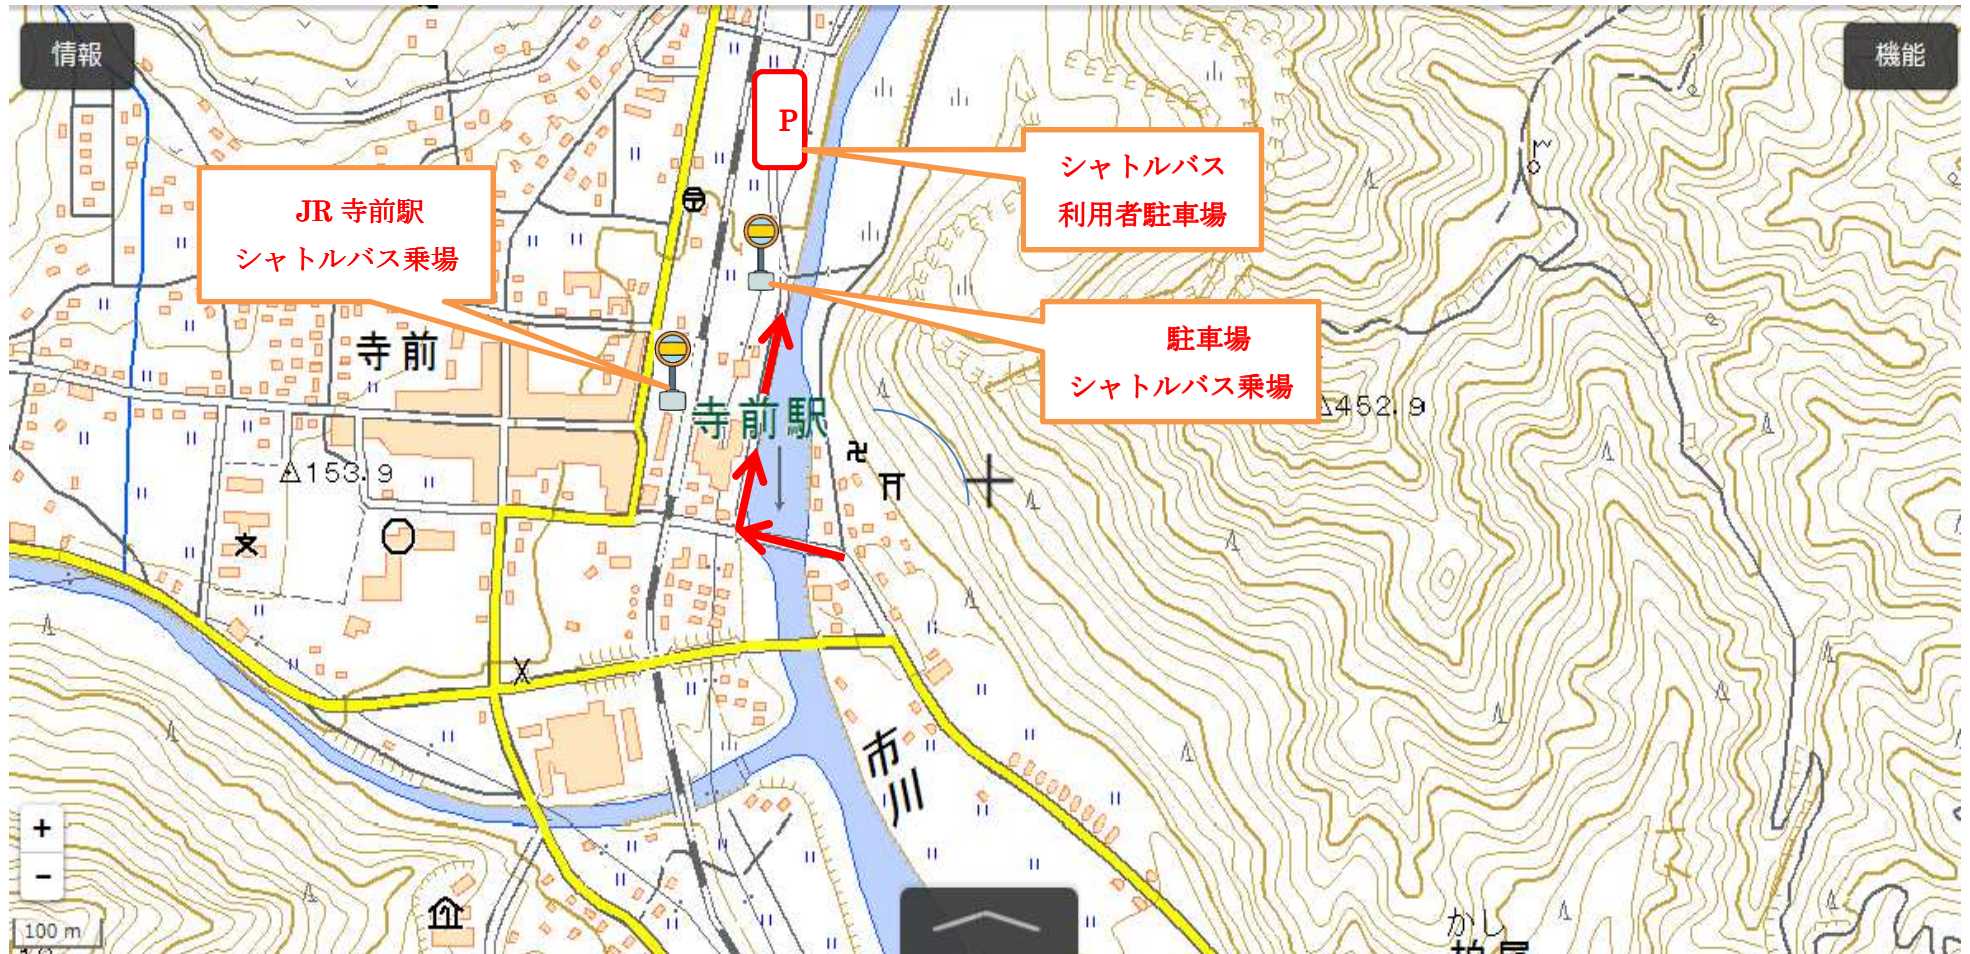 情報
機能
P
シャトルバス
利用者駐車場
JR 寺前駅
シャトルバス乗場
駐車場
シャトルバス乗場
寺前
寺前駅
452.9
153.9
市川
+
−
100 m
かし